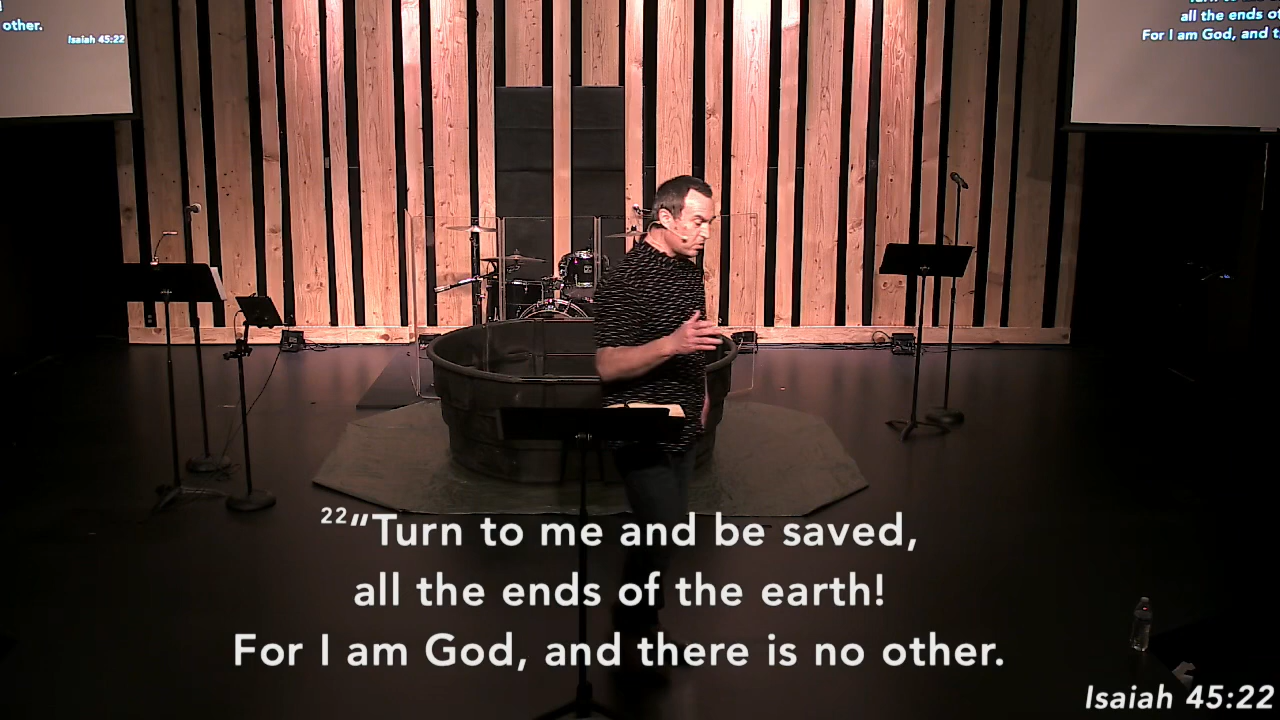 other.
Isaiah 45:22
all the ends of
For I am God, and t
22"Turn to me and be saved,
all the ends of the earth!
For I am God, and there is no other.
Isaiah 45:22